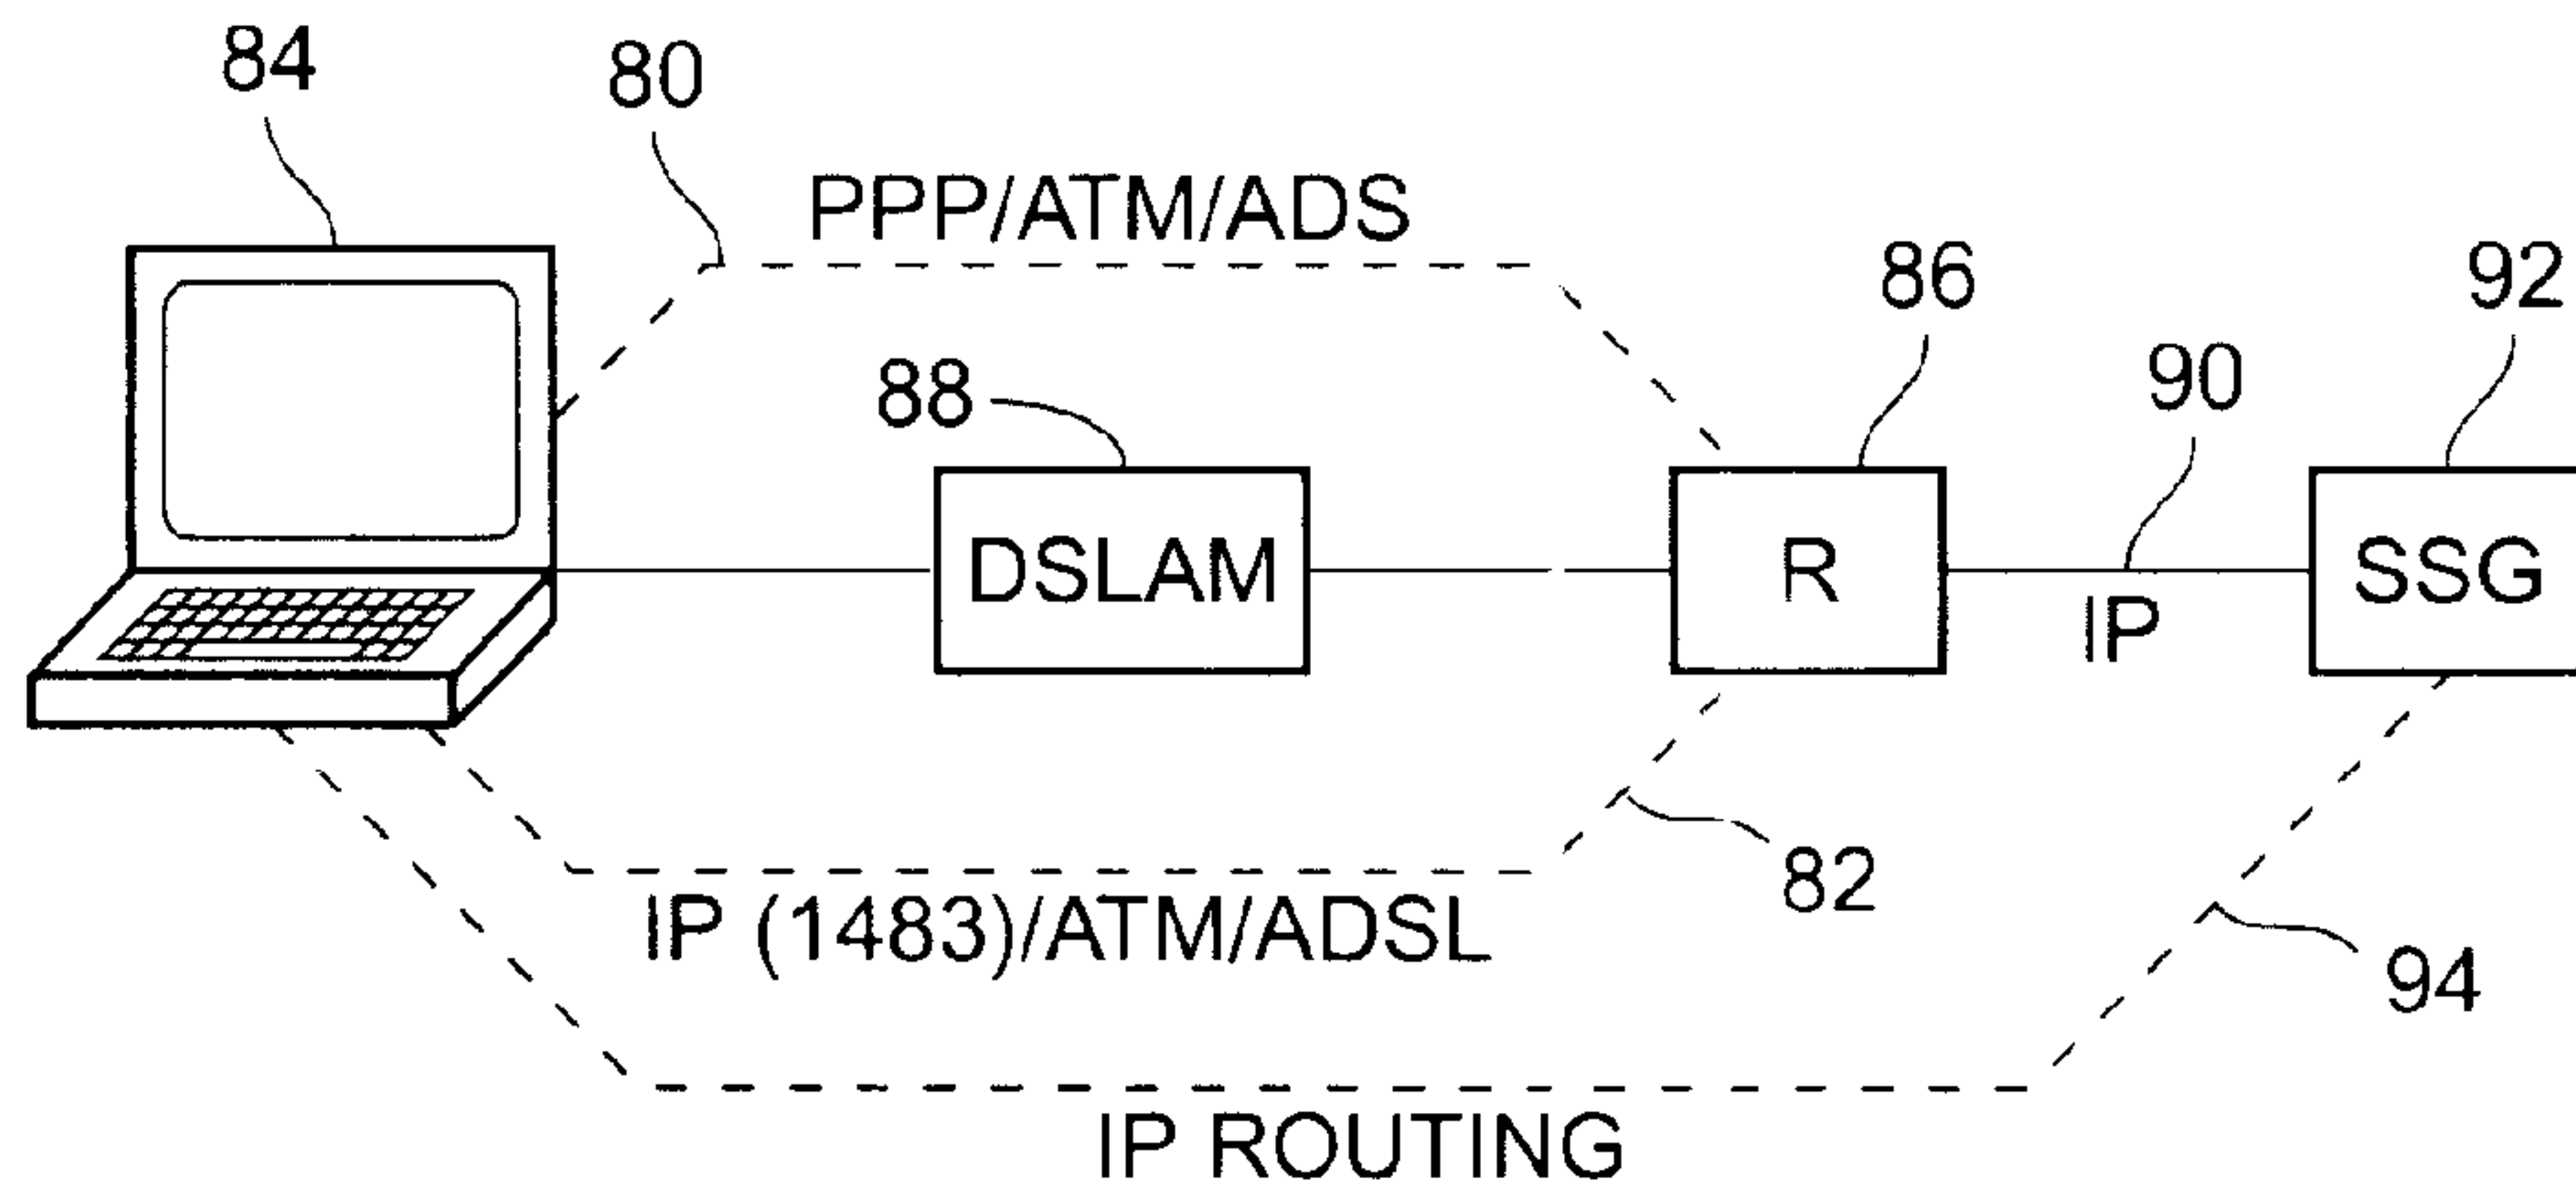 84
80
PPP/ATM/ADS
86
92
88
90
DSLAM
R
IP
SSG
82
IP (1483)/ATM/ADSL
94
IP ROUTING